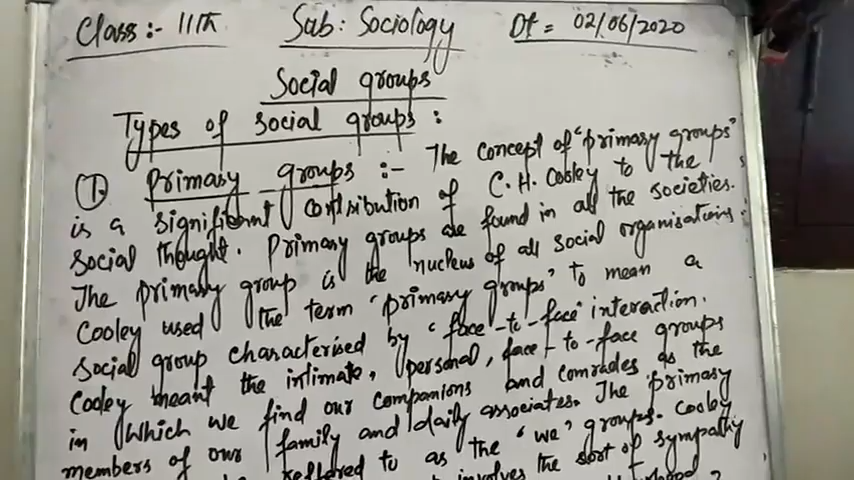 Class :- 11th Sub : Sociology Dt = 02/06/2020
Social groups
Types of social groups :
① Primary groups :- The concept of "primary groups"
is a significant contribution of C. H. Cooley to the
social thought. Primary groups are found in all the societies.
The primary group is the nucleus of all social organisations.
Cooley used the term 'primary groups' to mean a
social group characterised by 'face-to-face' interaction.
Cooley meant the intimate, personal, face-to-face groups
in which we find our companions and comrades as the
members of our family and daily associates. The primary
reffered to as the 'we' groups. Cooley
involves the sort of sympathy